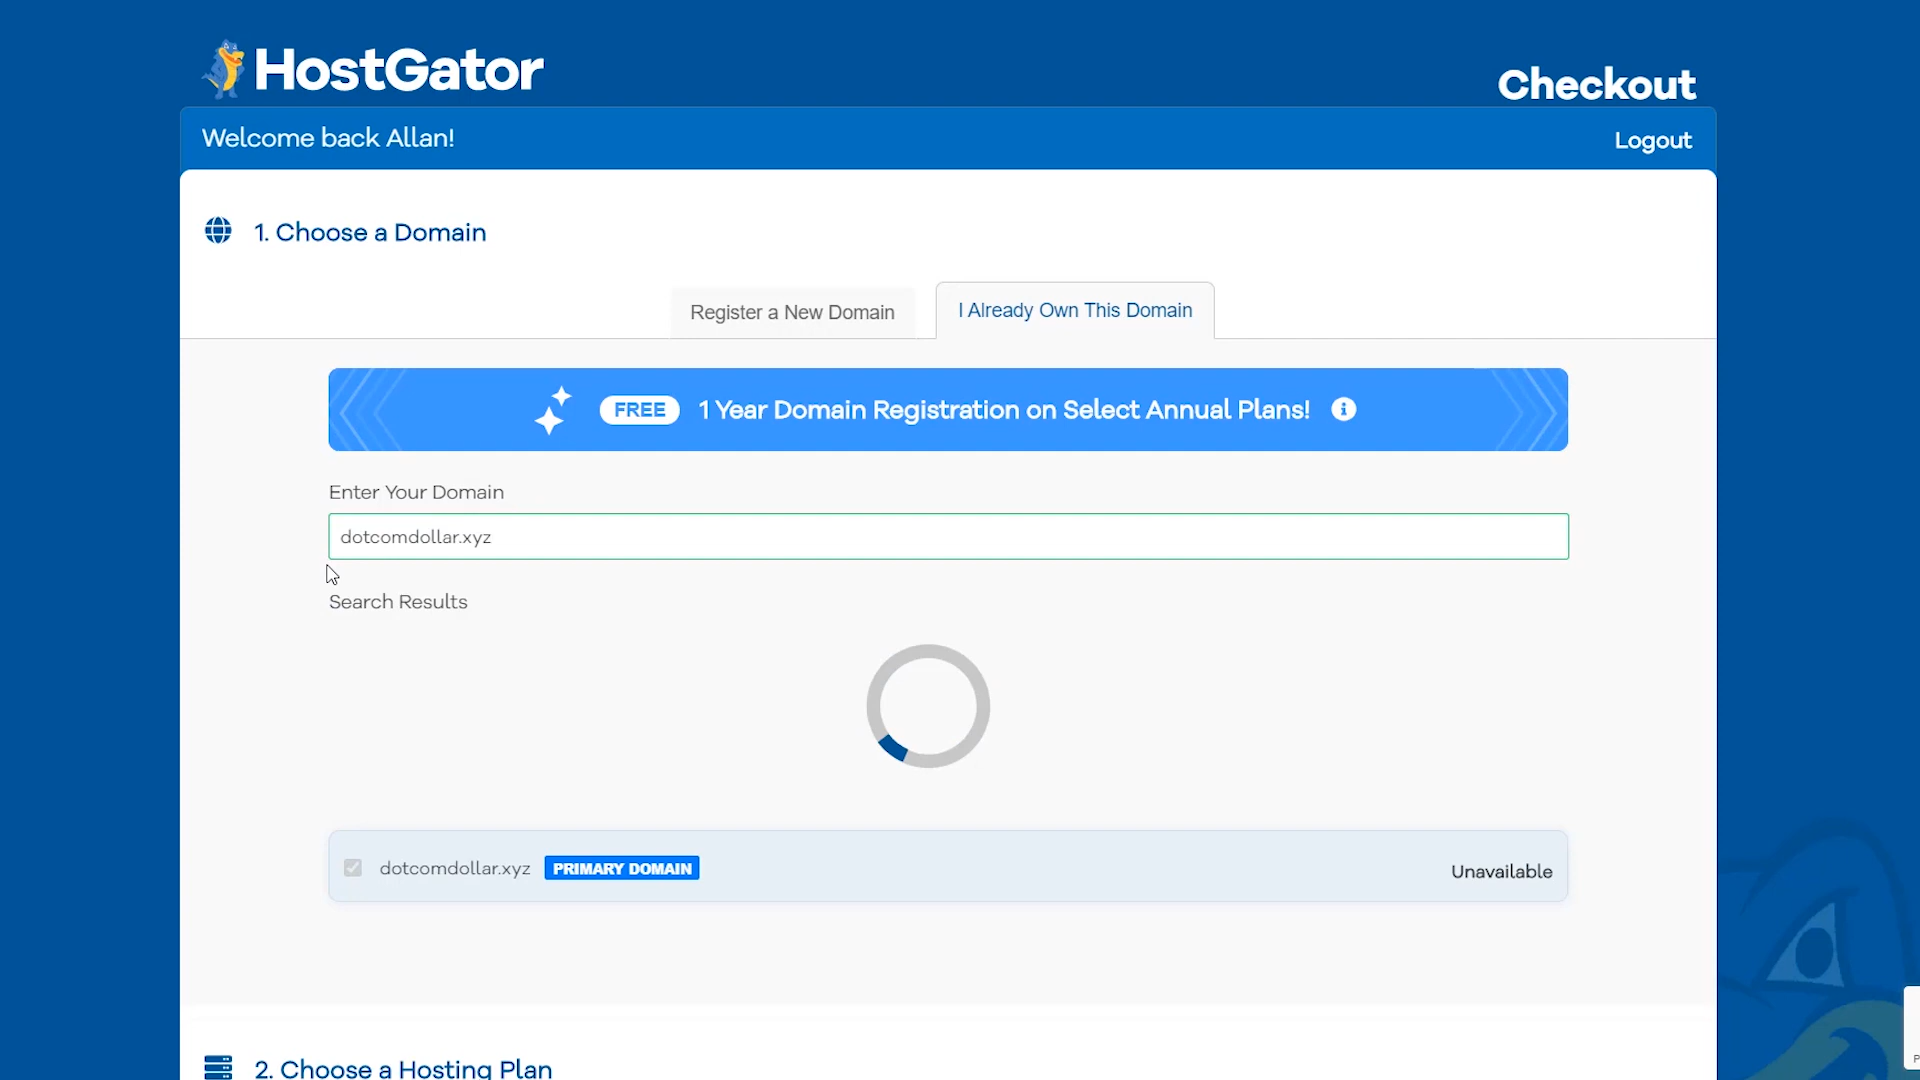 HostGator
Checkout
Welcome back Allan!
Logout
1. Choose a Domain
Register a New Domain
I Already Own This Domain
FREE 1 Year Domain Registration on Select Annual Plans!
Enter Your Domain
dotcomdollar.xyz
Search Results
dotcomdollar.xyz PRIMARY DOMAIN Unavailable
2. Choose a Hosting Plan